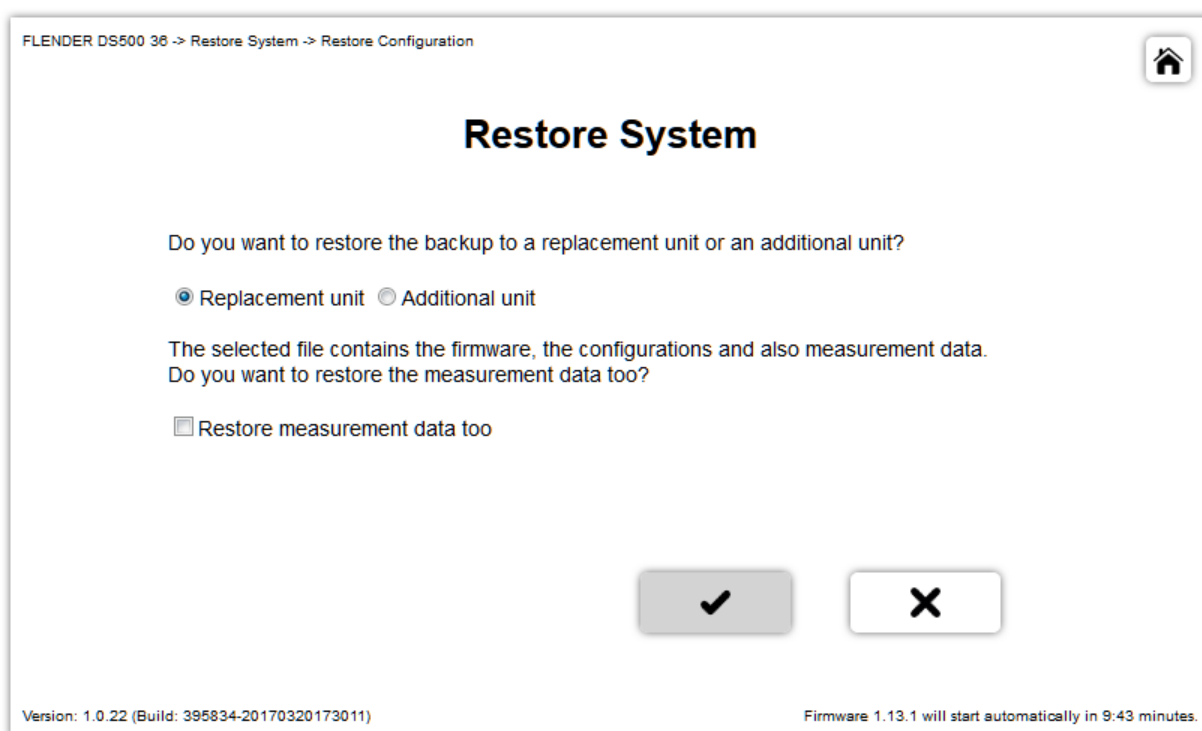 FLENDER DS500 36 -> Restore System -> Restore Configuration
Restore System
Do you want to restore the backup to a replacement unit or an additional unit?
Replacement unit Additional unit
The selected file contains the firmware, the configurations and also measurement data.
Do you want to restore the measurement data too?
Restore measurement data too
Version: 1.0.22 (Build: 395834-20170320173011) Firmware 1.13.1 will start automatically in 9:43 minutes.